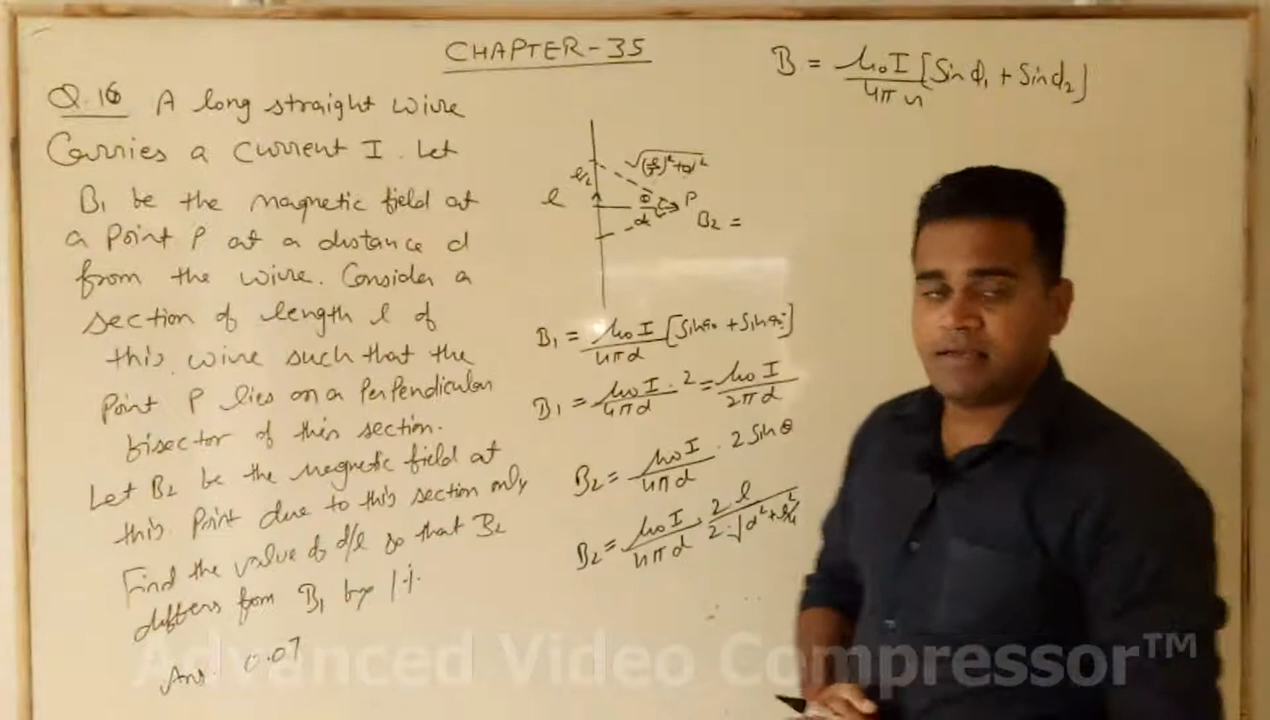 CHAPTER-35
Q.16 A long straight wire
Carries a current I. Let
B₁ be the magnetic field at
a Point P at a distance d
from the wire. Consider a
section of length l of
this wire such that the
Point P lies on a Perpendicular
bisector of this section.
Let B₂ be the magnetic field at
this Point due to this section only
Find the value of d/l so that B₂
differs from B₁ by 1%.
Ans. 0.07
B = μ₀I/4πr [Sin ϕ₁ + Sin ϕ₂]
l/2
√(l/2)²+(d)²
l
θ
P
d
B₂ =
B₁ = μ₀I/4πd [Sin90 + Sin90°]
B₁ = μ₀I/4πd · 2 = μ₀I/2πd
B₂ = μ₀I/4πd · 2 Sin θ
B₂ = μ₀I/4πd · 2 l/2·√d²+l²/4
Advanced Video Compressor™